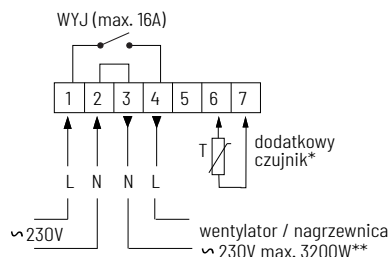 WYJ (max. 16A)
1 2 3 4 5 6 7
T
dodatkowy
czujnik*
L N N L
∿ 230V
wentylator / nagrzewnica
∿ 230V max. 3200W**